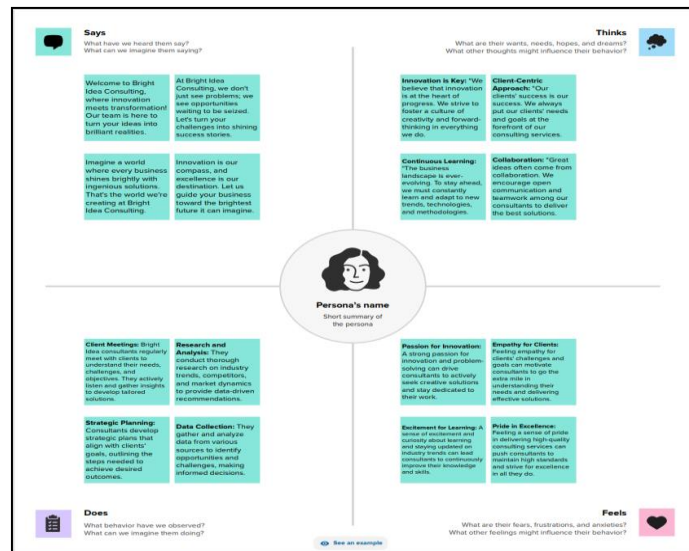 Says
What have we heard them say?
What can we imagine them saying?
Thinks
What are their wants, needs, hopes, and dreams?
What other thoughts might influence their behavior?
Welcome to Bright
Idea Consulting,
where innovation
meets transformation!
Our team is here to
turn your ideas into
brilliant realities.
At Bright Idea
Consulting, we don't
just see problems; we
see opportunities
waiting to be seized.
Let's turn your
challenges into shining
success stories.
Imagine a world
where every business
shines brightly with
ingenious solutions.
That's the world we're
creating at Bright
Idea Consulting.
Innovation is our
compass, and
excellence is our
destination. Let us
guide your business
toward the brightest
future it can imagine.
Innovation is Key: "We
believe that innovation
is at the heart of
progress. We strive to
foster a culture of
creativity and forward-
thinking in everything
we do.
Client-Centric
Approach: "Our
clients' success is our
success. We always
put our clients' needs
and goals at the
forefront of our
consulting services.
Continuous Learning:
"The business
landscape is ever-
evolving. To stay ahead,
we must constantly
learn and adapt to new
trends, technologies,
and methodologies.
Collaboration: "Great
ideas often come from
collaboration. We
encourage open
communication and
teamwork among our
consultants to deliver
the best solutions.
Persona's name
Short summary of
the persona
Client Meetings: Bright
Idea consultants regularly
meet with clients to
understand their needs,
challenges, and
objectives. They actively
listen and gather insights
to develop tailored
solutions.
Research and
Analysis: They
conduct thorough
research on industry
trends, competitors,
and market dynamics
to provide data-driven
recommendations.
Strategic Planning:
Consultants develop
strategic plans that
align with clients'
goals, outlining the
steps needed to
achieve desired
outcomes.
Data Collection: They
gather and analyze
data from various
sources to identify
opportunities and
challenges, making
informed decisions.
Passion for Innovation:
A strong passion for
innovation and problem-
solving can drive
consultants to actively
seek creative solutions
and stay dedicated to
their work.
Empathy for Clients:
Feeling empathy for
clients' challenges and
goals can motivate
consultants to go the
extra mile in
understanding their
needs and delivering
effective solutions.
Excitement for Learning: A
sense of excitement and
curiosity about learning
and staying updated on
industry trends can lead
consultants to continuously
improve their knowledge
and skills.
Pride in Excellence:
Feeling a sense of pride
in delivering high-quality
consulting services can
push consultants to
maintain high standards
and strive for excellence
in all they do.
Does
What behavior have we observed?
What can we imagine them doing?
Feels
What are their fears, frustrations, and anxieties?
What other feelings might influence their behavior?
See an example